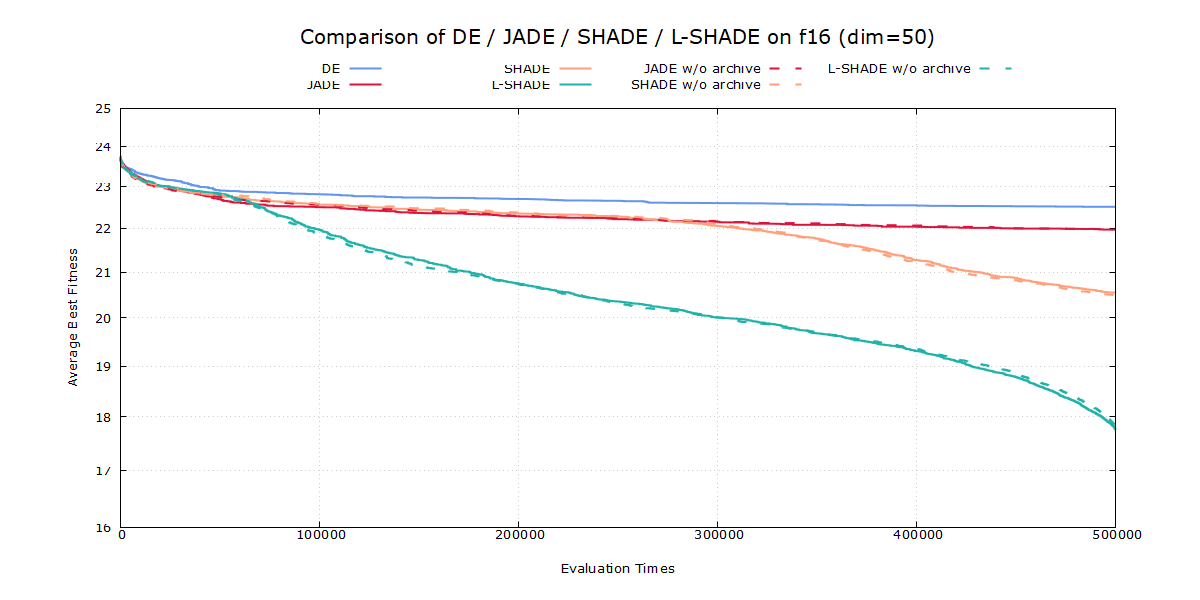 Comparison of DE / JADE / SHADE / L-SHADE on f16 (dim=50)
DE SHADE JADE w/o archive L-SHADE w/o archive
JADE L-SHADE SHADE w/o archive
25
24
23
22
21
20
19
18
17
16
Average Best Fitness
0 100000 200000 300000 400000 500000
Evaluation Times